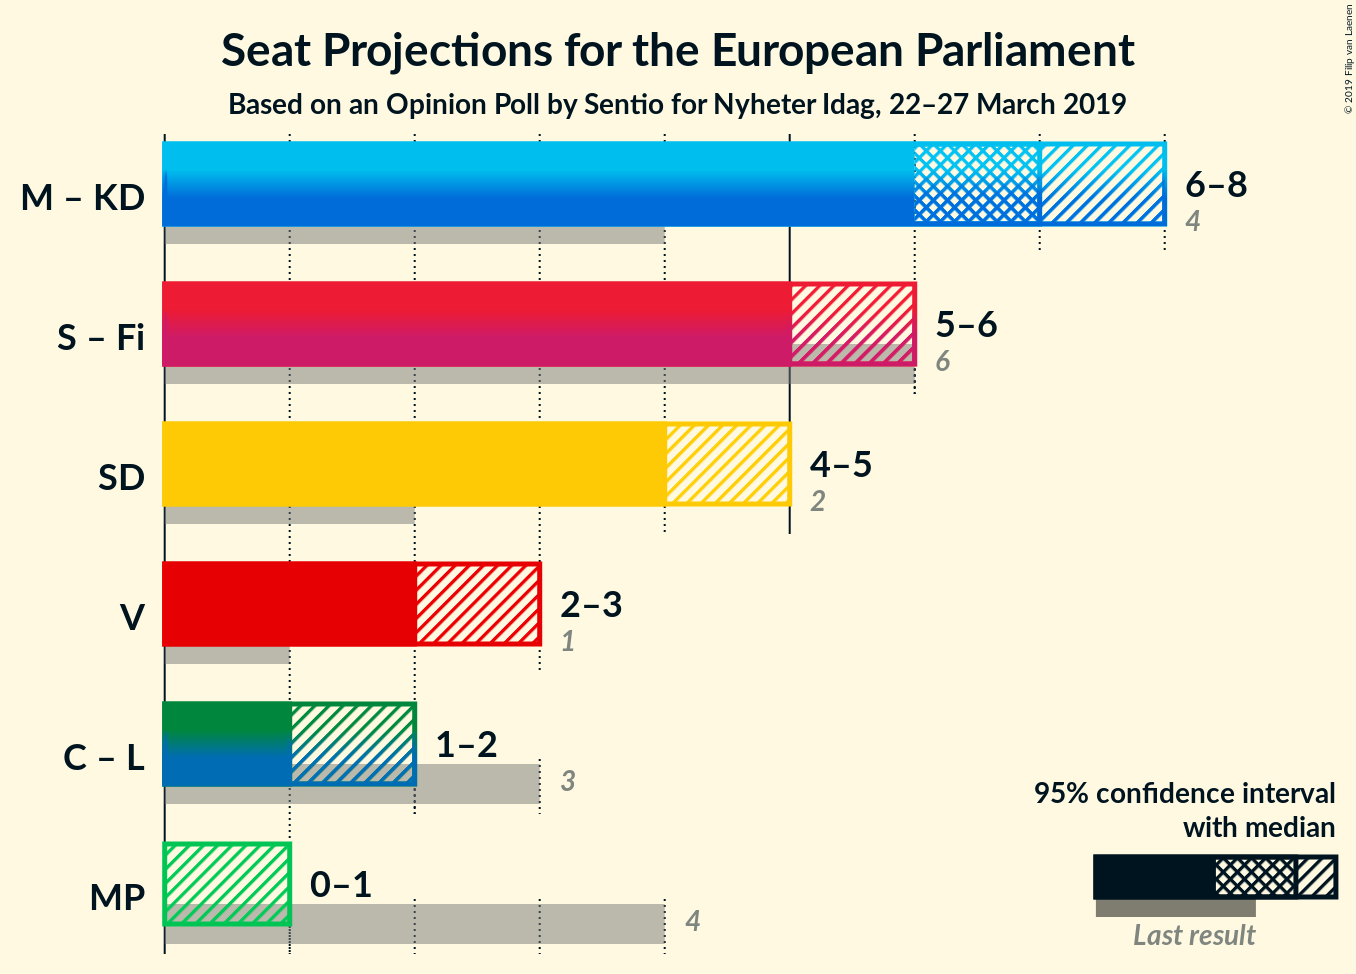 Seat Projections for the European Parliament
Based on an Opinion Poll by Sentio for Nyheter Idag, 22–27 March 2019
© 2019 Filip van Laenen
M – KD
6–8
4
S – Fi
5–6
6
SD
4–5
2
V
2–3
1
C – L
1–2
3
MP
0–1
4
95% confidence interval
with median
Last result